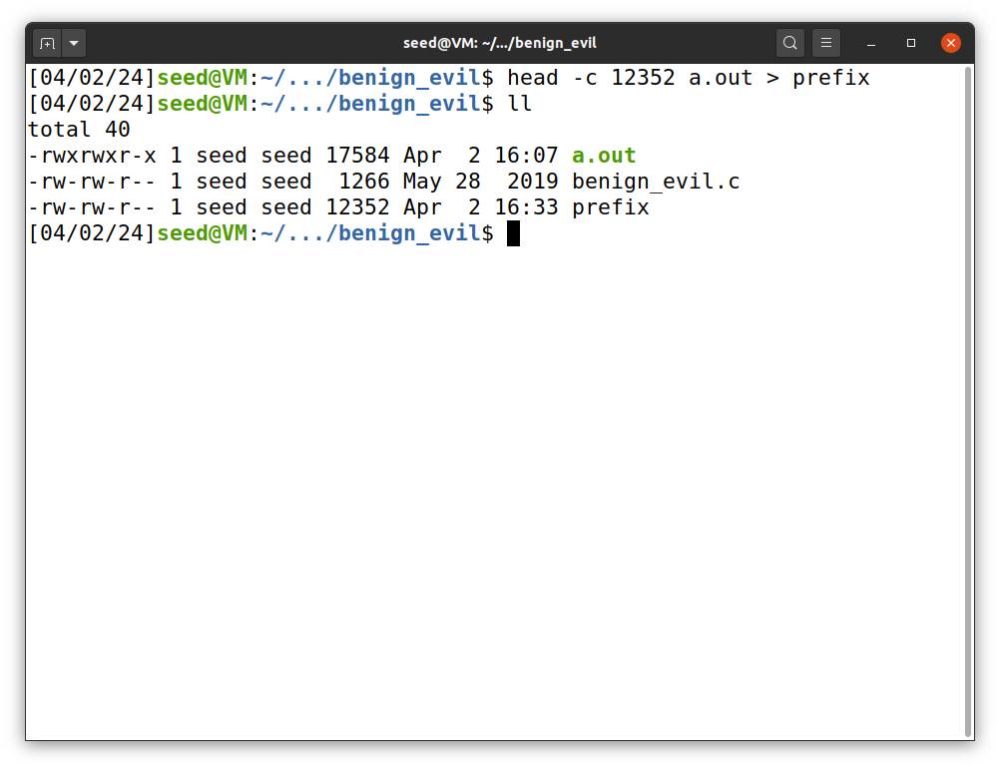 seed@VM: ~/.../benign_evil
[04/02/24]seed@VM:~/.../benign_evil$ head -c 12352 a.out > prefix
[04/02/24]seed@VM:~/.../benign_evil$ ll
total 40
-rwxrwxr-x 1 seed seed 17584 Apr  2 16:07 a.out
-rw-rw-r-- 1 seed seed  1266 May 28  2019 benign_evil.c
-rw-rw-r-- 1 seed seed 12352 Apr  2 16:33 prefix
[04/02/24]seed@VM:~/.../benign_evil$